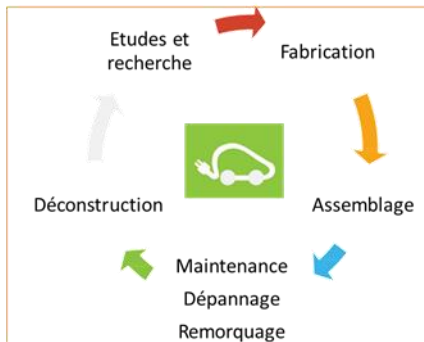 Etudes et
recherche
Fabrication
Assemblage
Maintenance
Dépannage
Remorquage
Déconstruction